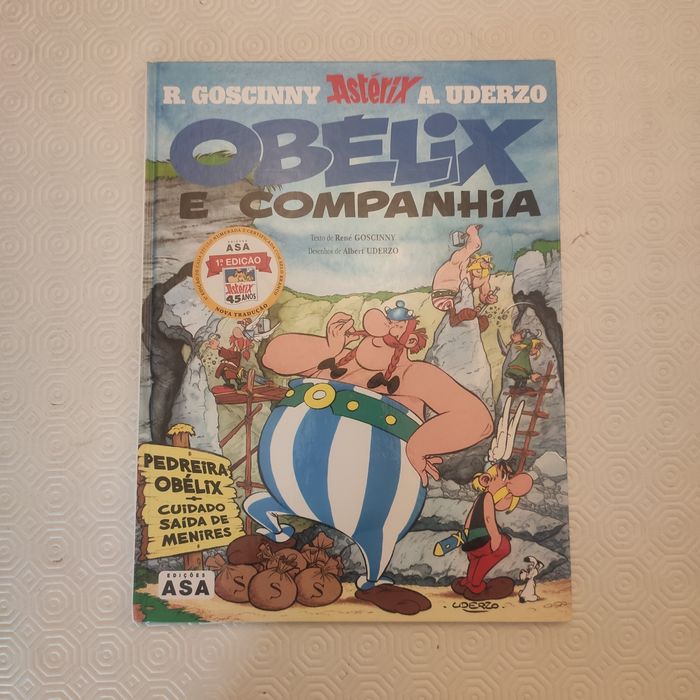 R. GOSCINNY Astérix A. UDERZO
OBÉLIX
E COMPANHIA
Texto de René GOSCINNY
Desenhos de Albert UDERZO
EDIÇÕES
ASA
1ª EDIÇÃO
Astérix
45 ANOS
NOVA TRADUÇÃO
PEDREIRA
OBÉLIX
CUIDADO
SAÍDA DE
MENIRES
EDIÇÕES
ASA
S
S
S
UDERZO